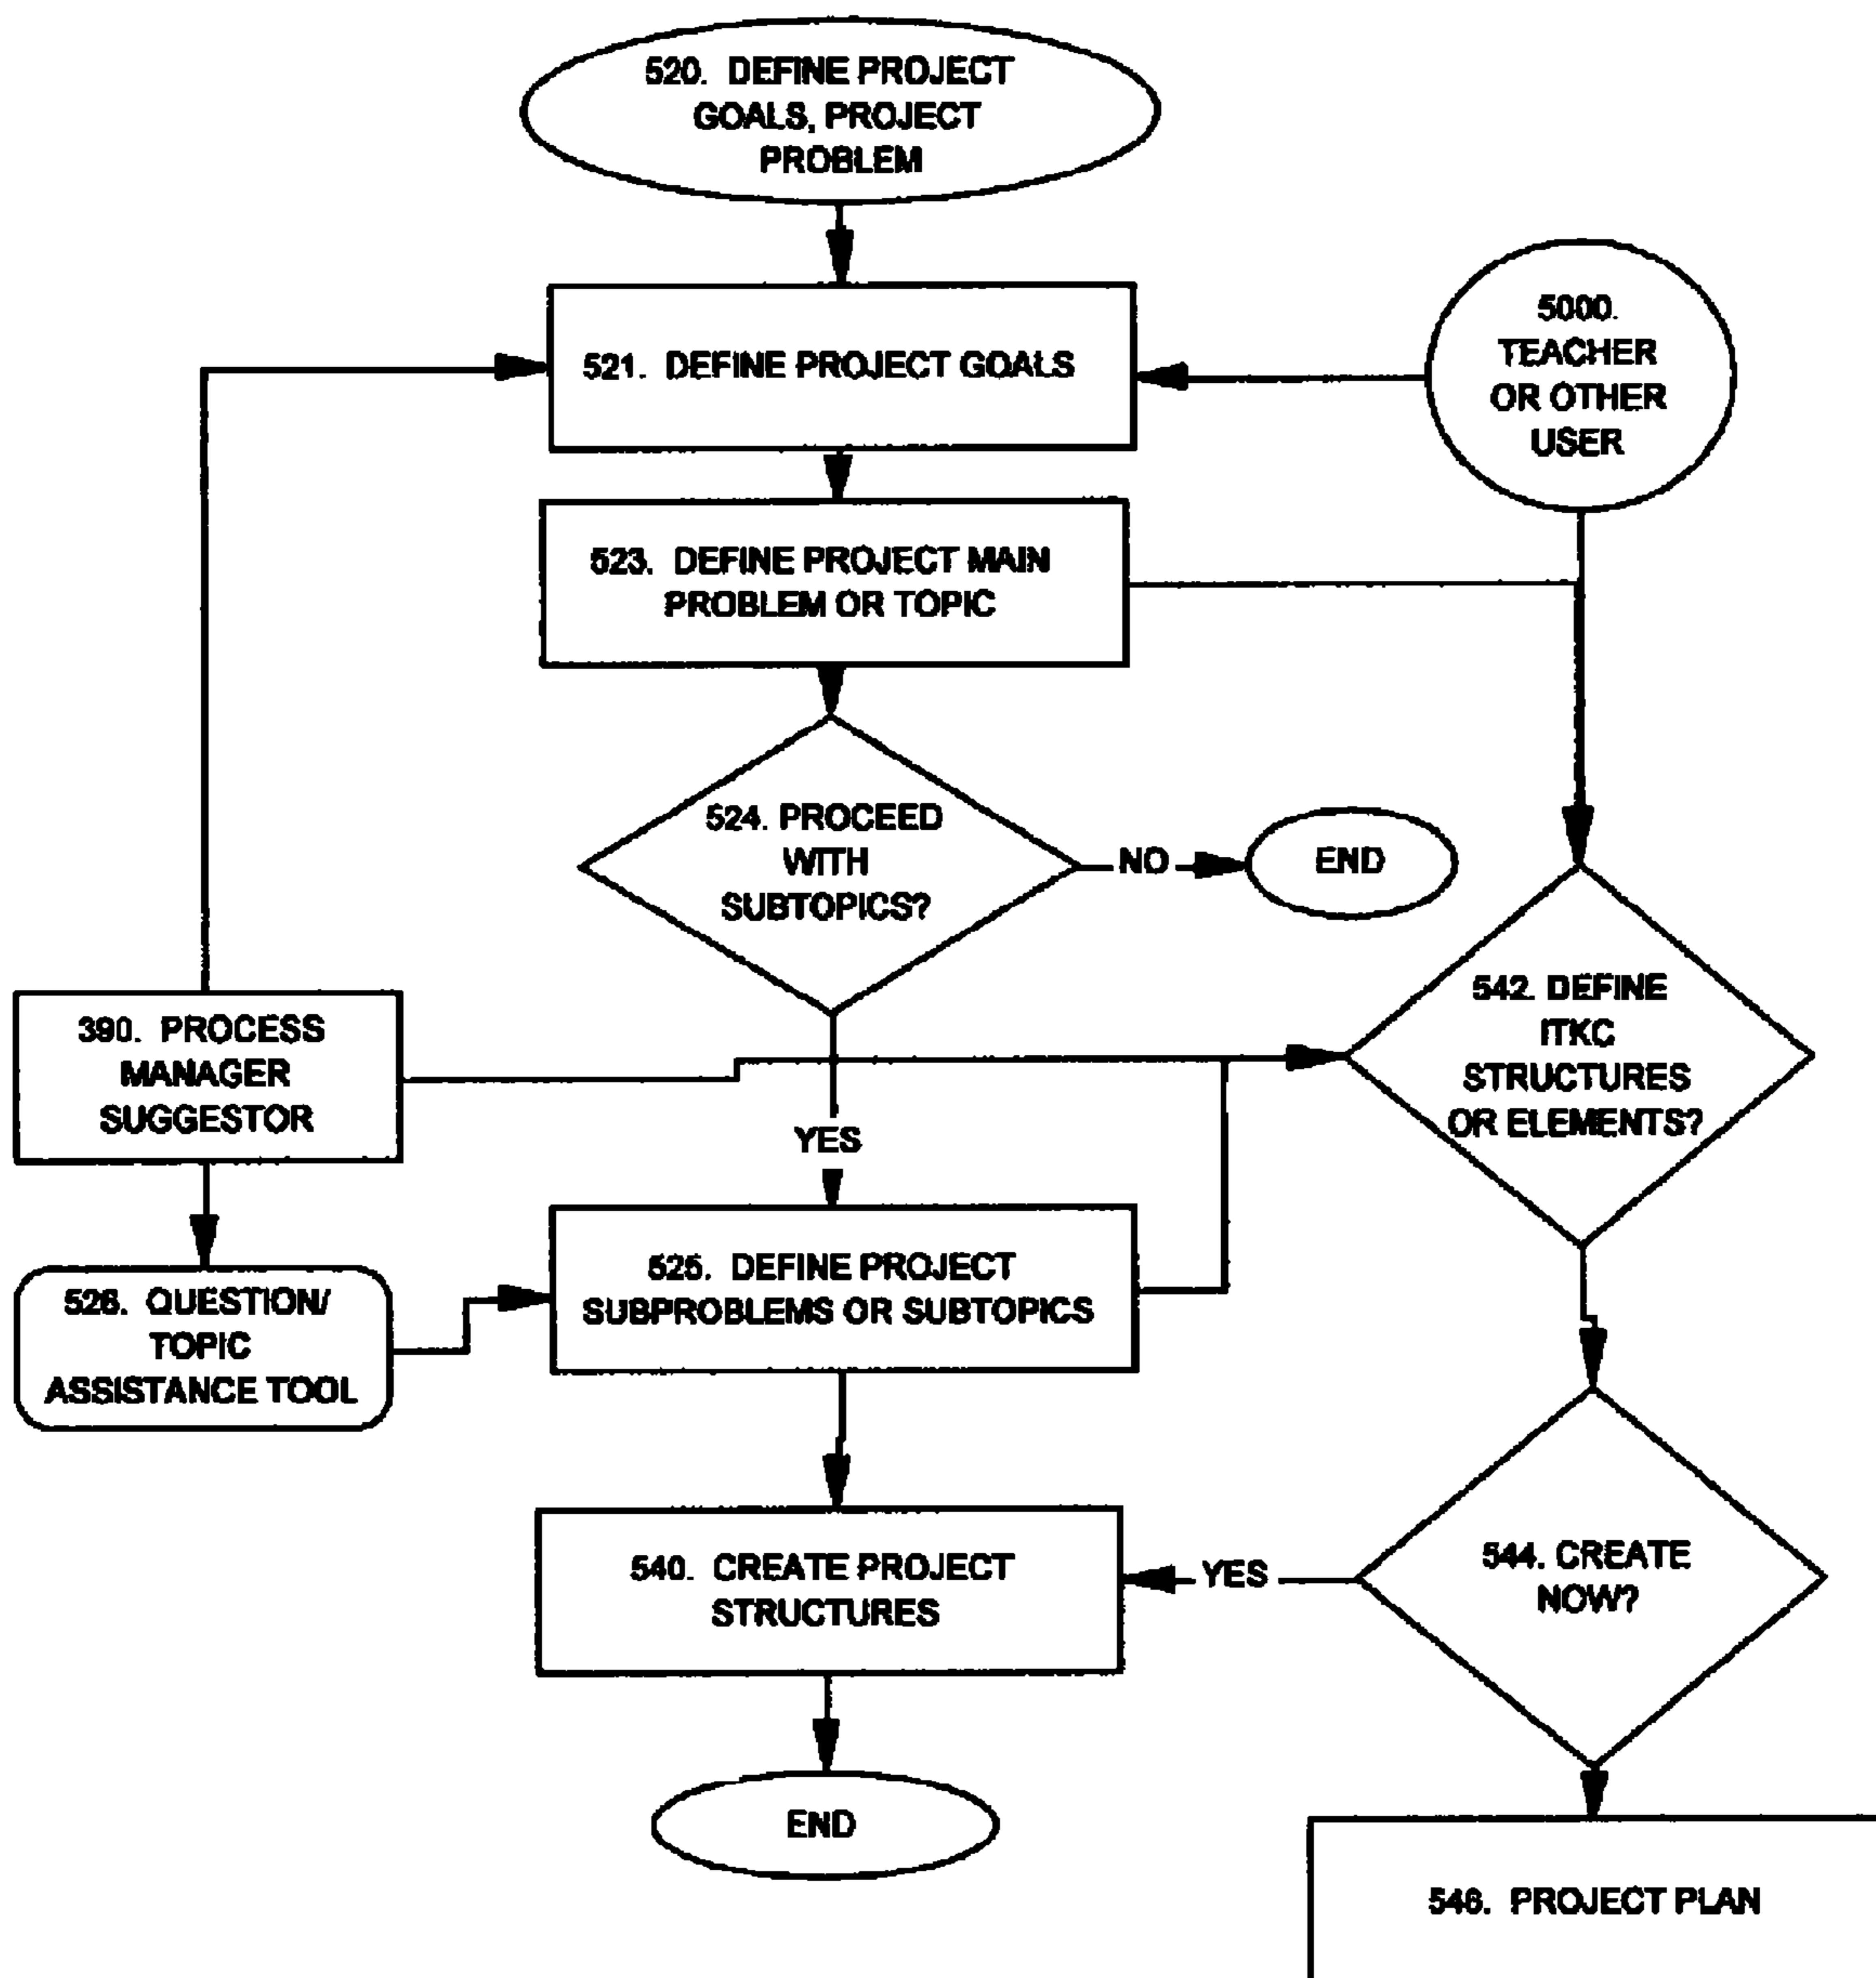 520. DEFINE PROJECT
GOALS, PROJECT
PROBLEM
521. DEFINE PROJECT GOALS
5000.
TEACHER
OR OTHER
USER
523. DEFINE PROJECT MAIN
PROBLEM OR TOPIC
524. PROCEED
WITH
SUBTOPICS?
NO
END
390. PROCESS
MANAGER
SUGGESTOR
542. DEFINE
ITKC
STRUCTURES
OR ELEMENTS?
YES
525. DEFINE PROJECT
SUBPROBLEMS OR SUBTOPICS
526. QUESTION/
TOPIC
ASSISTANCE TOOL
540. CREATE PROJECT
STRUCTURES
YES
544. CREATE
NOW?
END
546. PROJECT PLAN